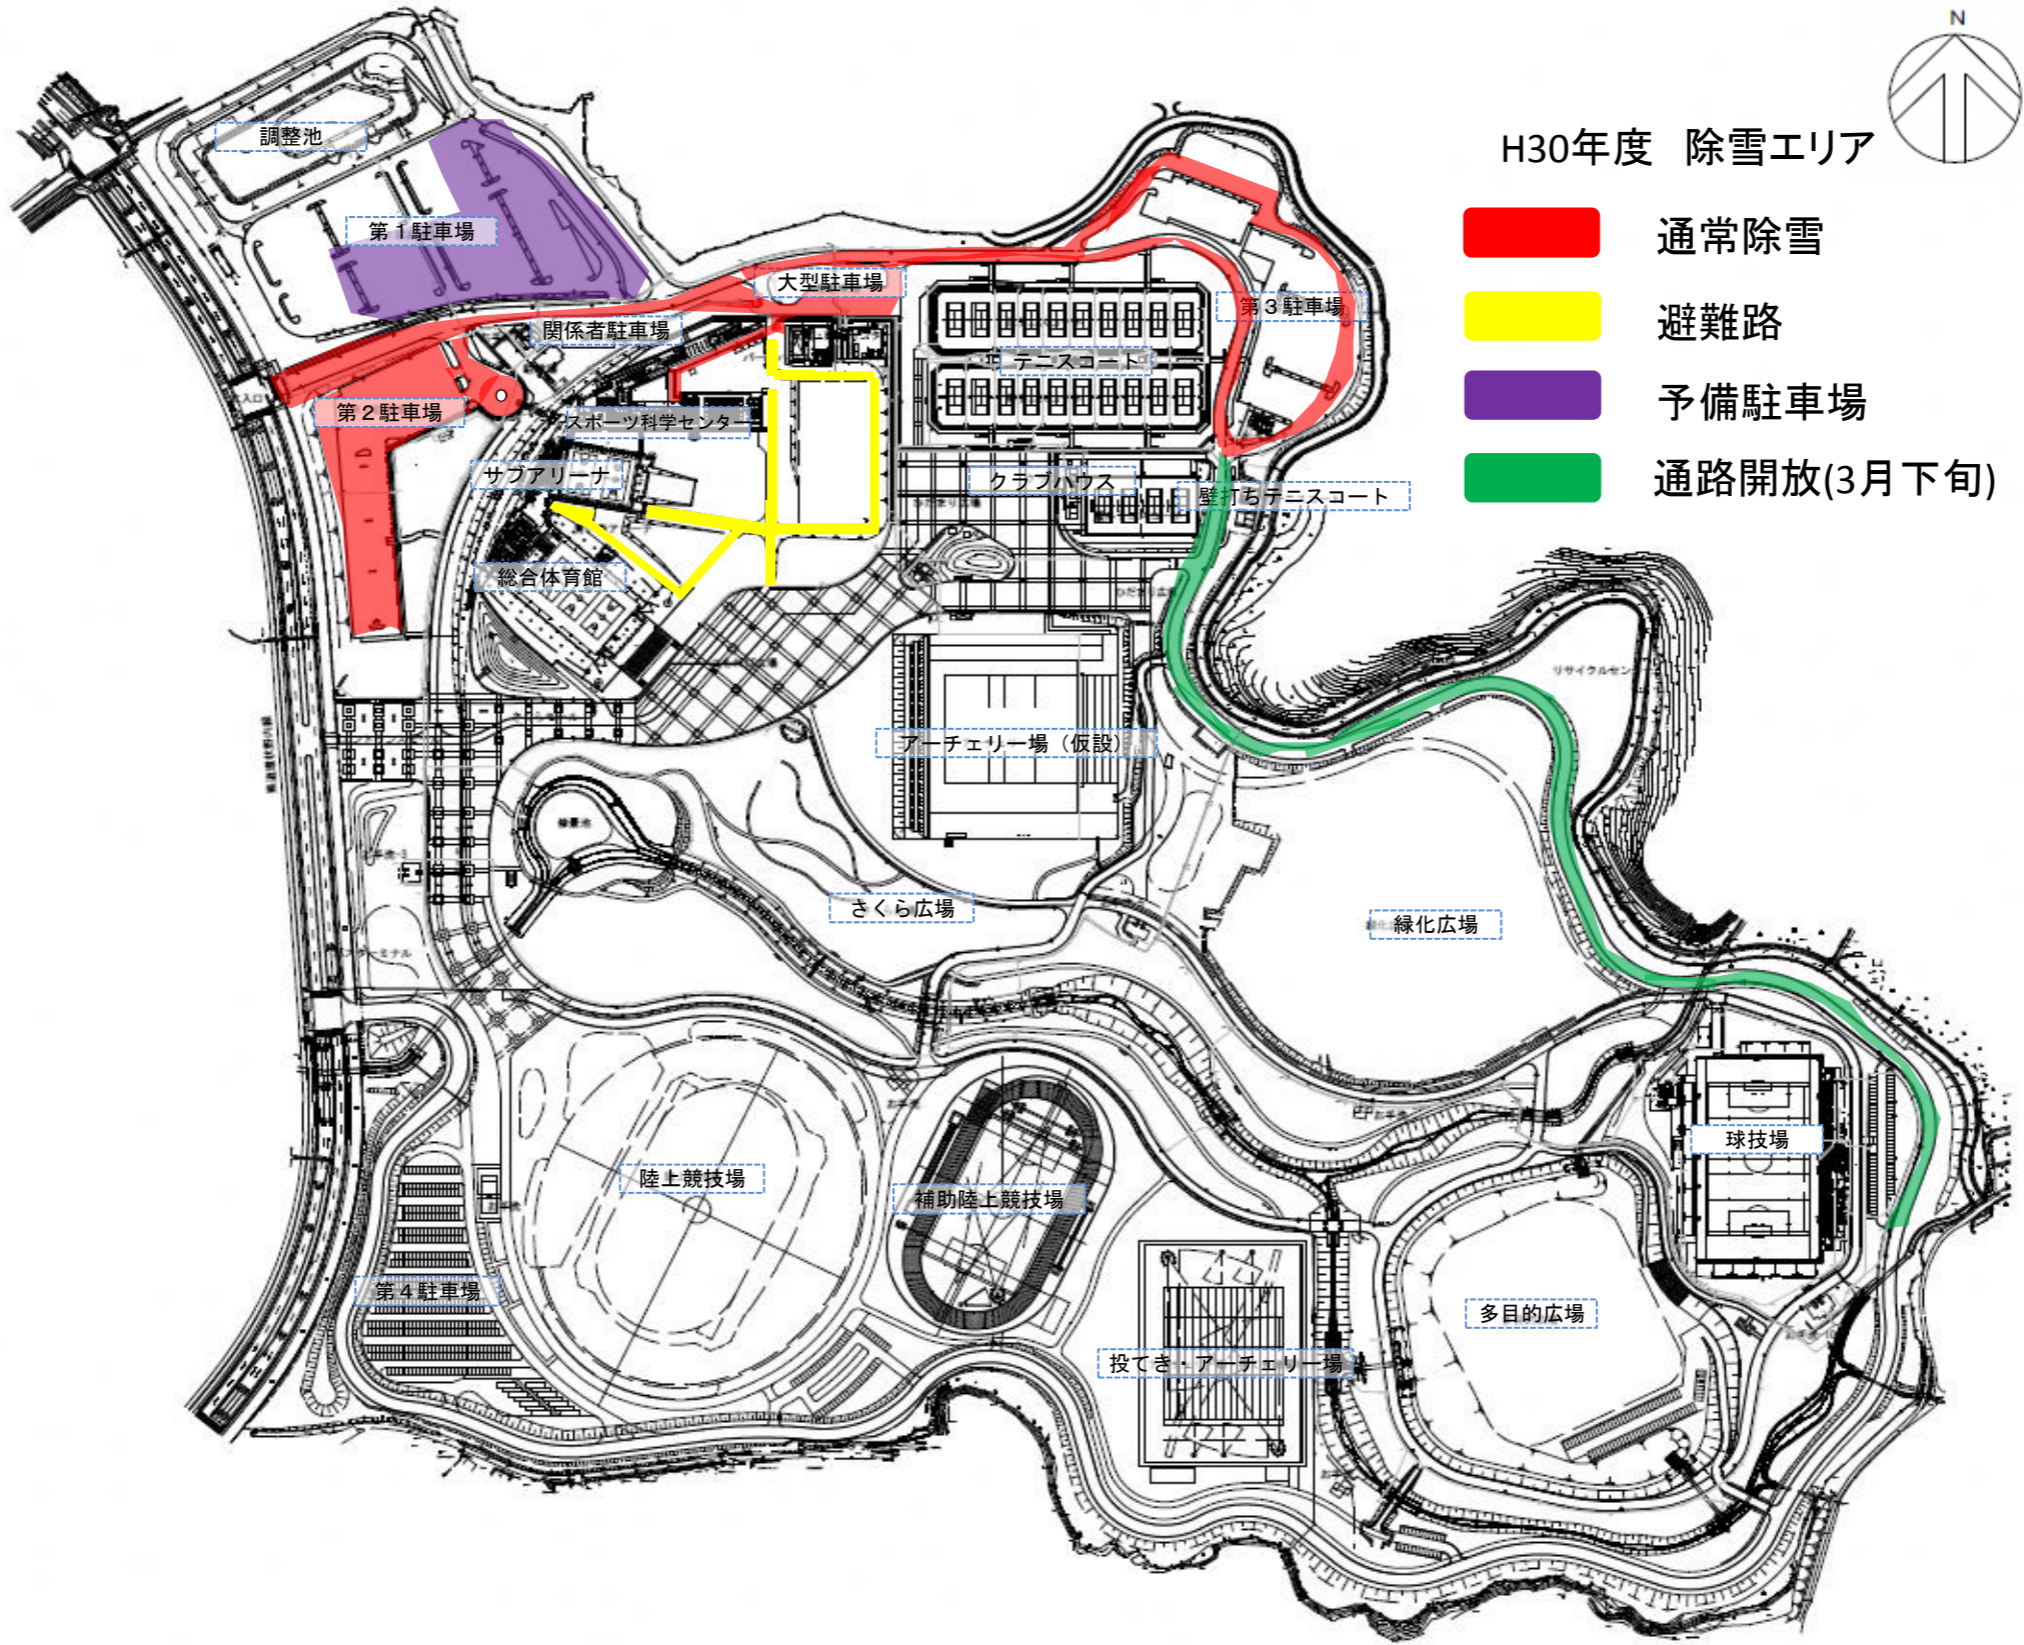 N
H30年度 除雪エリア
通常除雪
避難路
予備駐車場
通路開放(3月下旬)
調整池
第1駐車場
大型駐車場
関係者駐車場
第3駐車場
テニスコート
第2駐車場
スポーツ科学センター
サブアリーナ
クラブハウス
壁打ちテニスコート
総合体育館
リサイクルセン
アーチェリー場（仮設）
さくら広場
緑化広場
球技場
陸上競技場
補助陸上競技場
第4駐車場
多目的広場
投てき・アーチェリー場